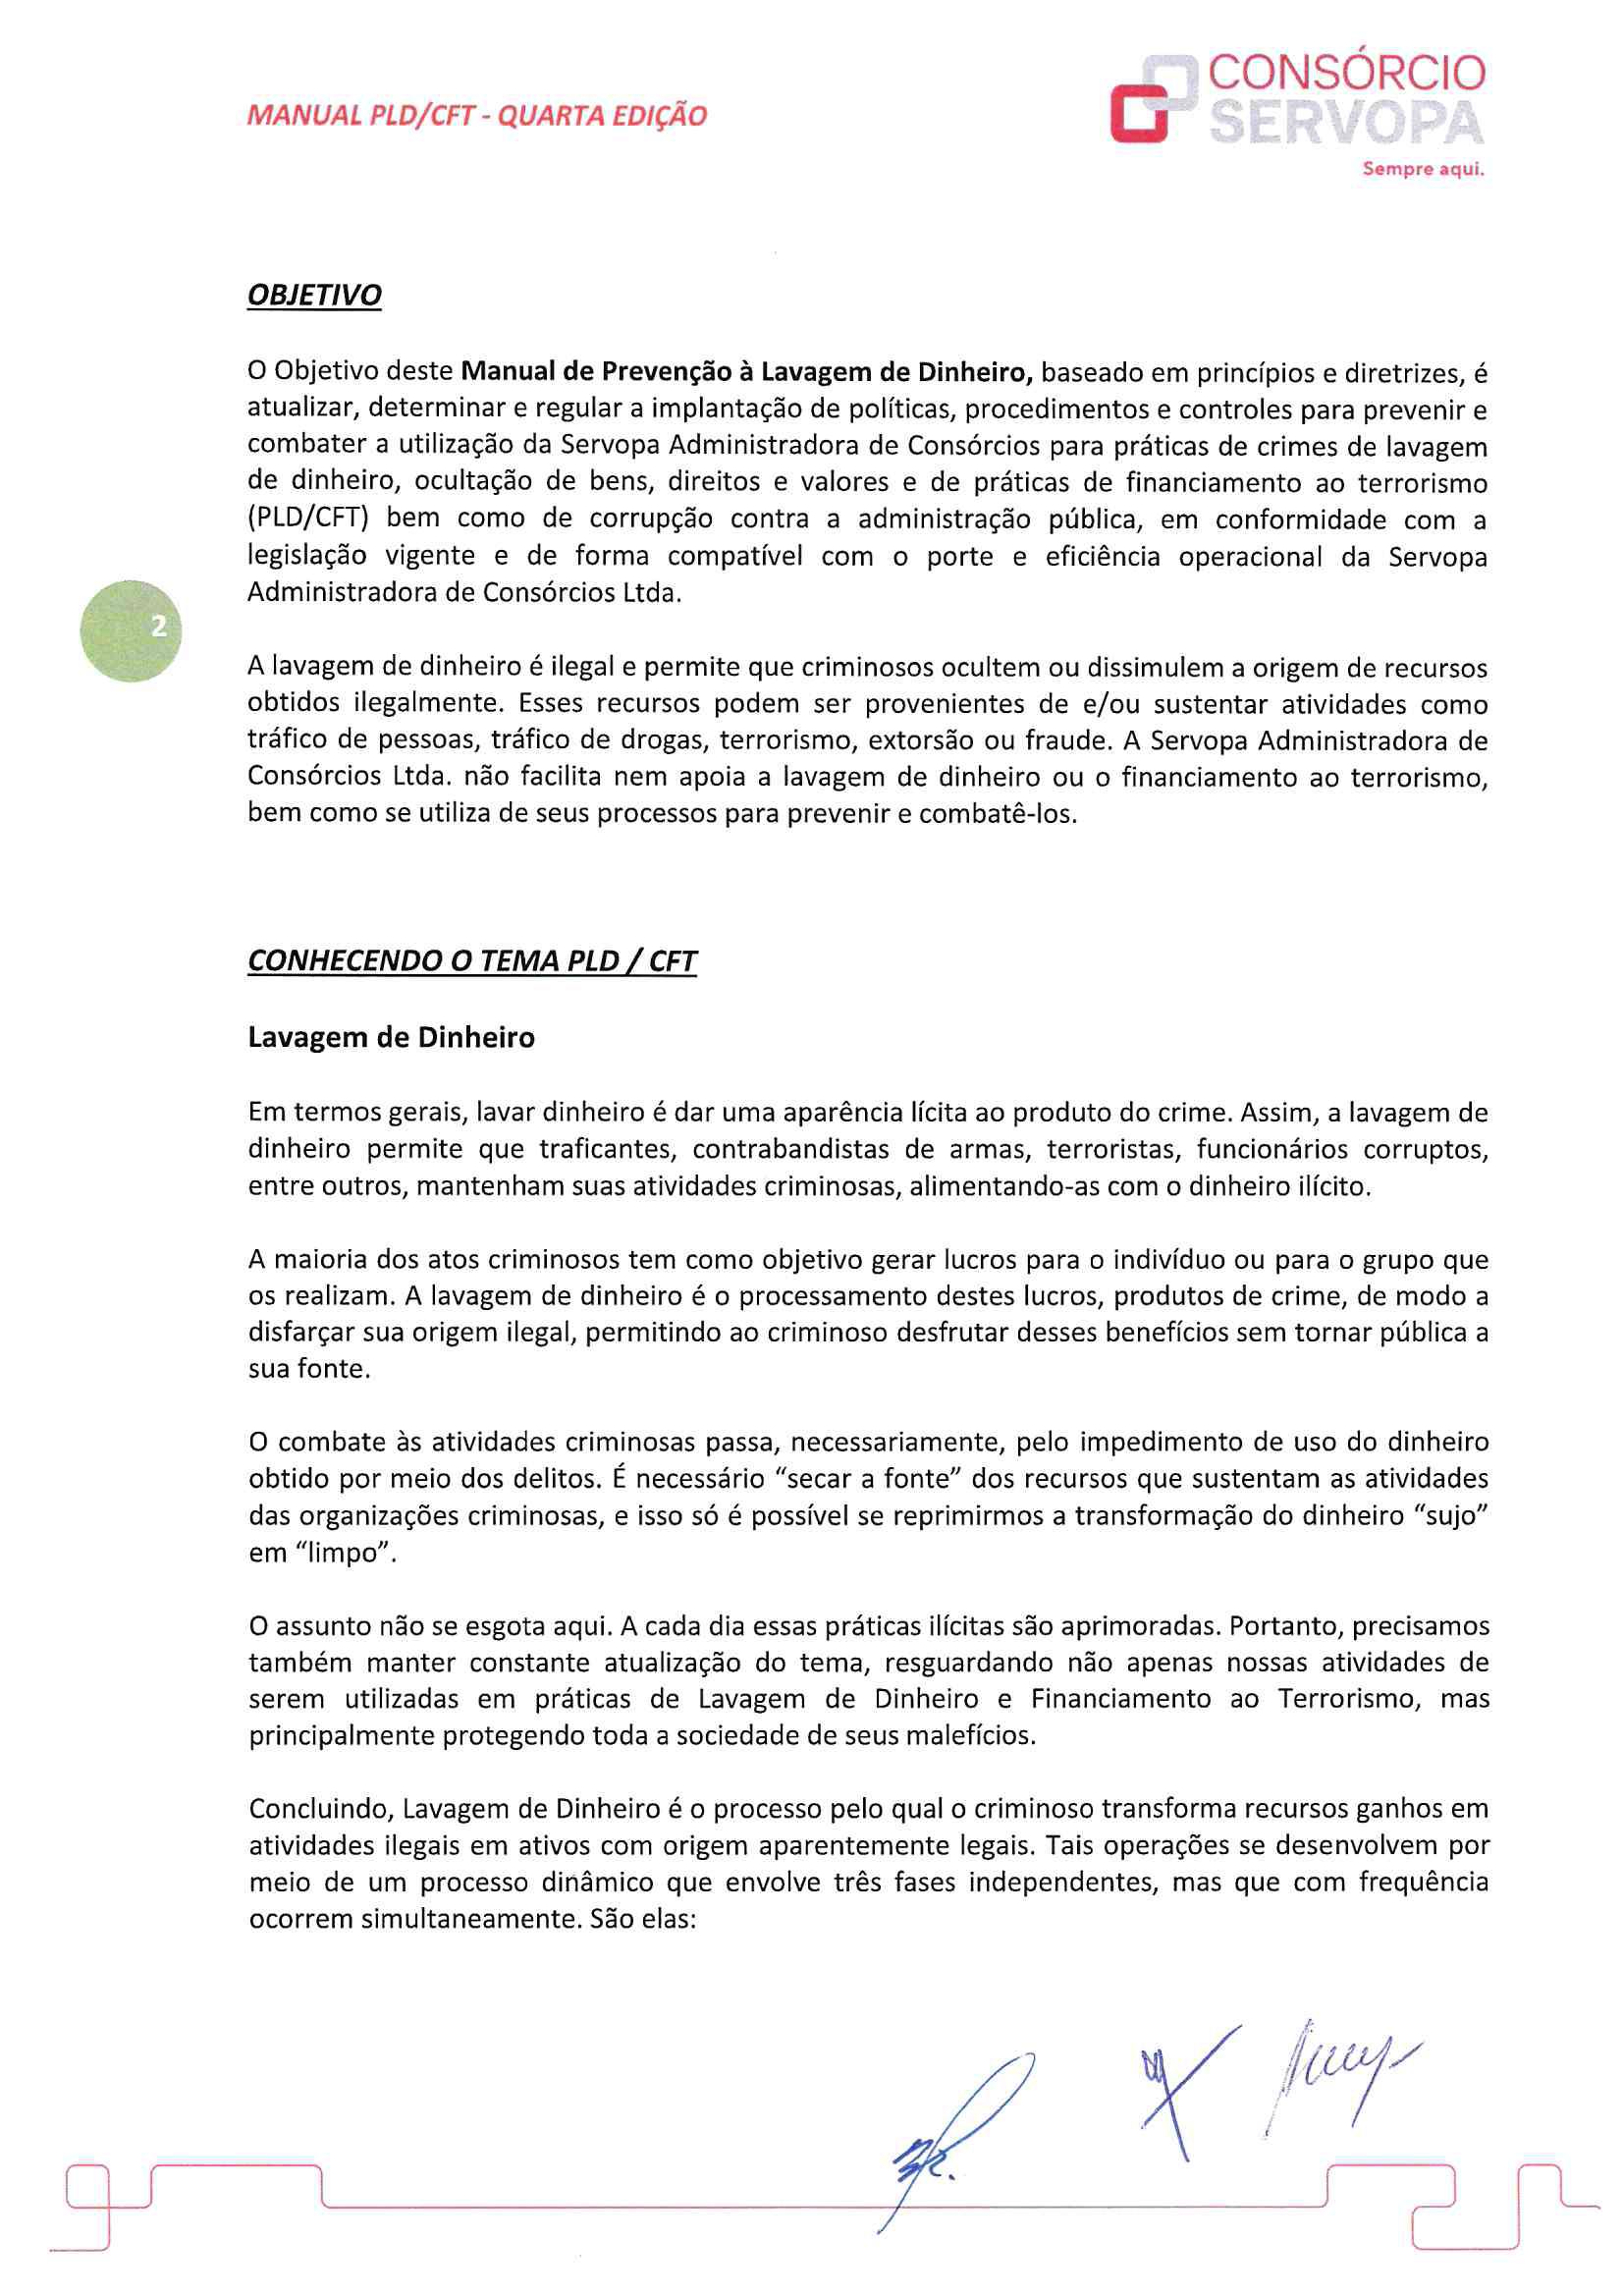 MANUAL PLD/CFT - QUARTA EDIÇÃO
CONSÓRCIO
SERVOPA
Sempre aqui.
OBJETIVO
O Objetivo deste Manual de Prevenção à Lavagem de Dinheiro, baseado em princípios e diretrizes, é
atualizar, determinar e regular a implantação de políticas, procedimentos e controles para prevenir e
combater a utilização da Servopa Administradora de Consórcios para práticas de crimes de lavagem
de dinheiro, ocultação de bens, direitos e valores e de práticas de financiamento ao terrorismo
(PLD/CFT) bem como de corrupção contra a administração pública, em conformidade com a
legislação vigente e de forma compatível com o porte e eficiência operacional da Servopa
Administradora de Consórcios Ltda.
2
A lavagem de dinheiro é ilegal e permite que criminosos ocultem ou dissimulem a origem de recursos
obtidos ilegalmente. Esses recursos podem ser provenientes de e/ou sustentar atividades como
tráfico de pessoas, tráfico de drogas, terrorismo, extorsão ou fraude. A Servopa Administradora de
Consórcios Ltda. não facilita nem apoia a lavagem de dinheiro ou o financiamento ao terrorismo,
bem como se utiliza de seus processos para prevenir e combatê-los.
CONHECENDO O TEMA PLD / CFT
Lavagem de Dinheiro
Em termos gerais, lavar dinheiro é dar uma aparência lícita ao produto do crime. Assim, a lavagem de
dinheiro permite que traficantes, contrabandistas de armas, terroristas, funcionários corruptos,
entre outros, mantenham suas atividades criminosas, alimentando-as com o dinheiro ilícito.
A maioria dos atos criminosos tem como objetivo gerar lucros para o indivíduo ou para o grupo que
os realizam. A lavagem de dinheiro é o processamento destes lucros, produtos de crime, de modo a
disfarçar sua origem ilegal, permitindo ao criminoso desfrutar desses benefícios sem tornar pública a
sua fonte.
O combate às atividades criminosas passa, necessariamente, pelo impedimento de uso do dinheiro
obtido por meio dos delitos. É necessário “secar a fonte” dos recursos que sustentam as atividades
das organizações criminosas, e isso só é possível se reprimirmos a transformação do dinheiro “sujo”
em “limpo”.
O assunto não se esgota aqui. A cada dia essas práticas ilícitas são aprimoradas. Portanto, precisamos
também manter constante atualização do tema, resguardando não apenas nossas atividades de
serem utilizadas em práticas de Lavagem de Dinheiro e Financiamento ao Terrorismo, mas
principalmente protegendo toda a sociedade de seus malefícios.
Concluindo, Lavagem de Dinheiro é o processo pelo qual o criminoso transforma recursos ganhos em
atividades ilegais em ativos com origem aparentemente legais. Tais operações se desenvolvem por
meio de um processo dinâmico que envolve três fases independentes, mas que com frequência
ocorrem simultaneamente. São elas: